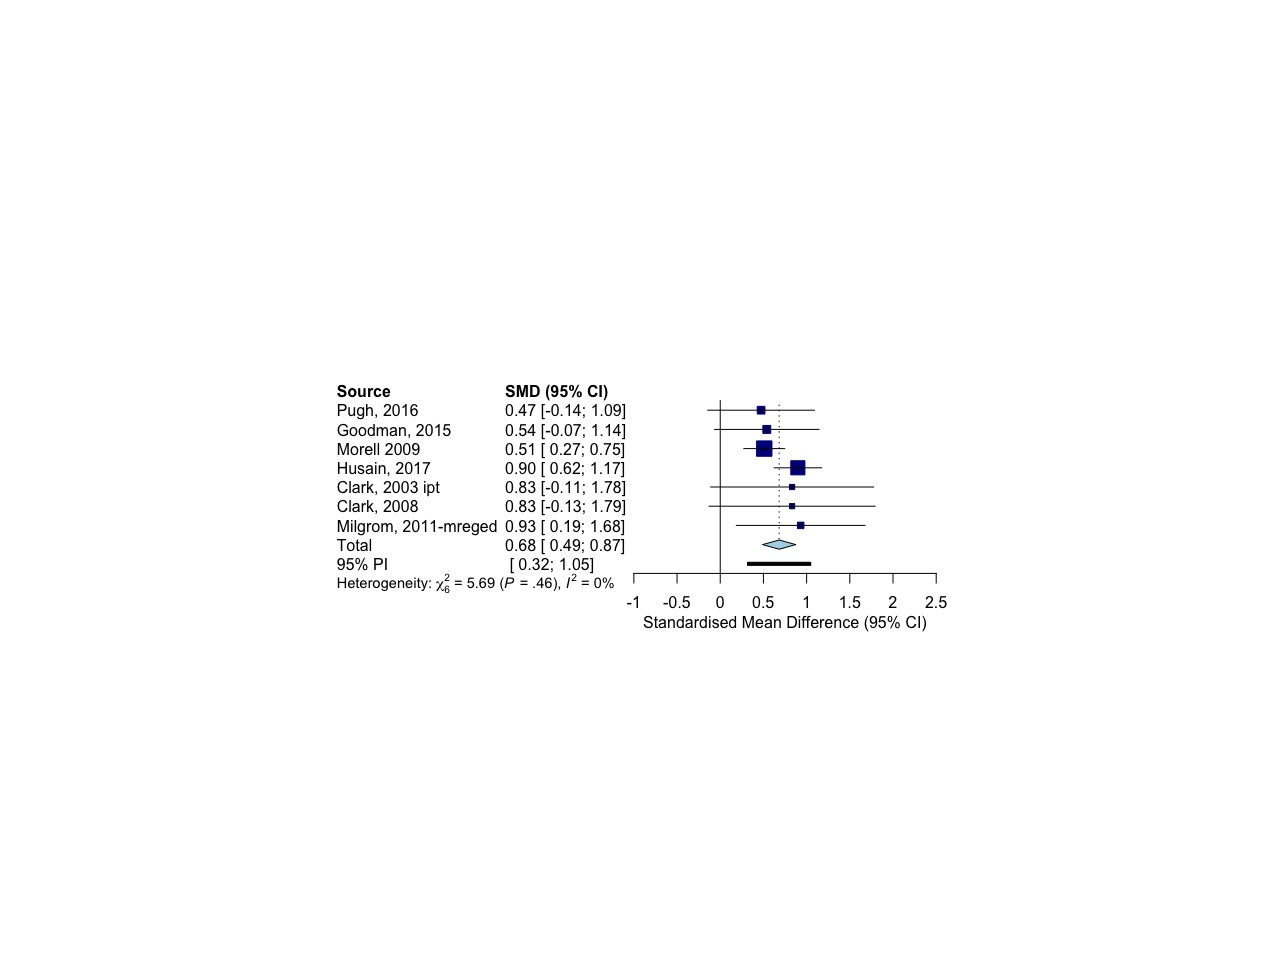 Source SMD (95% CI)
Pugh, 2016 0.47 [-0.14; 1.09]
Goodman, 2015 0.54 [-0.07; 1.14]
Morell 2009 0.51 [ 0.27; 0.75]
Husain, 2017 0.90 [ 0.62; 1.17]
Clark, 2003 ipt 0.83 [-0.11; 1.78]
Clark, 2008 0.83 [-0.13; 1.79]
Milgrom, 2011-mreged 0.93 [ 0.19; 1.68]
Total 0.68 [ 0.49; 0.87]
95% PI [ 0.32; 1.05]
Heterogeneity: χ²₆ = 5.69 (P = .46), I² = 0%
-1 -0.5 0 0.5 1 1.5 2 2.5
Standardised Mean Difference (95% CI)